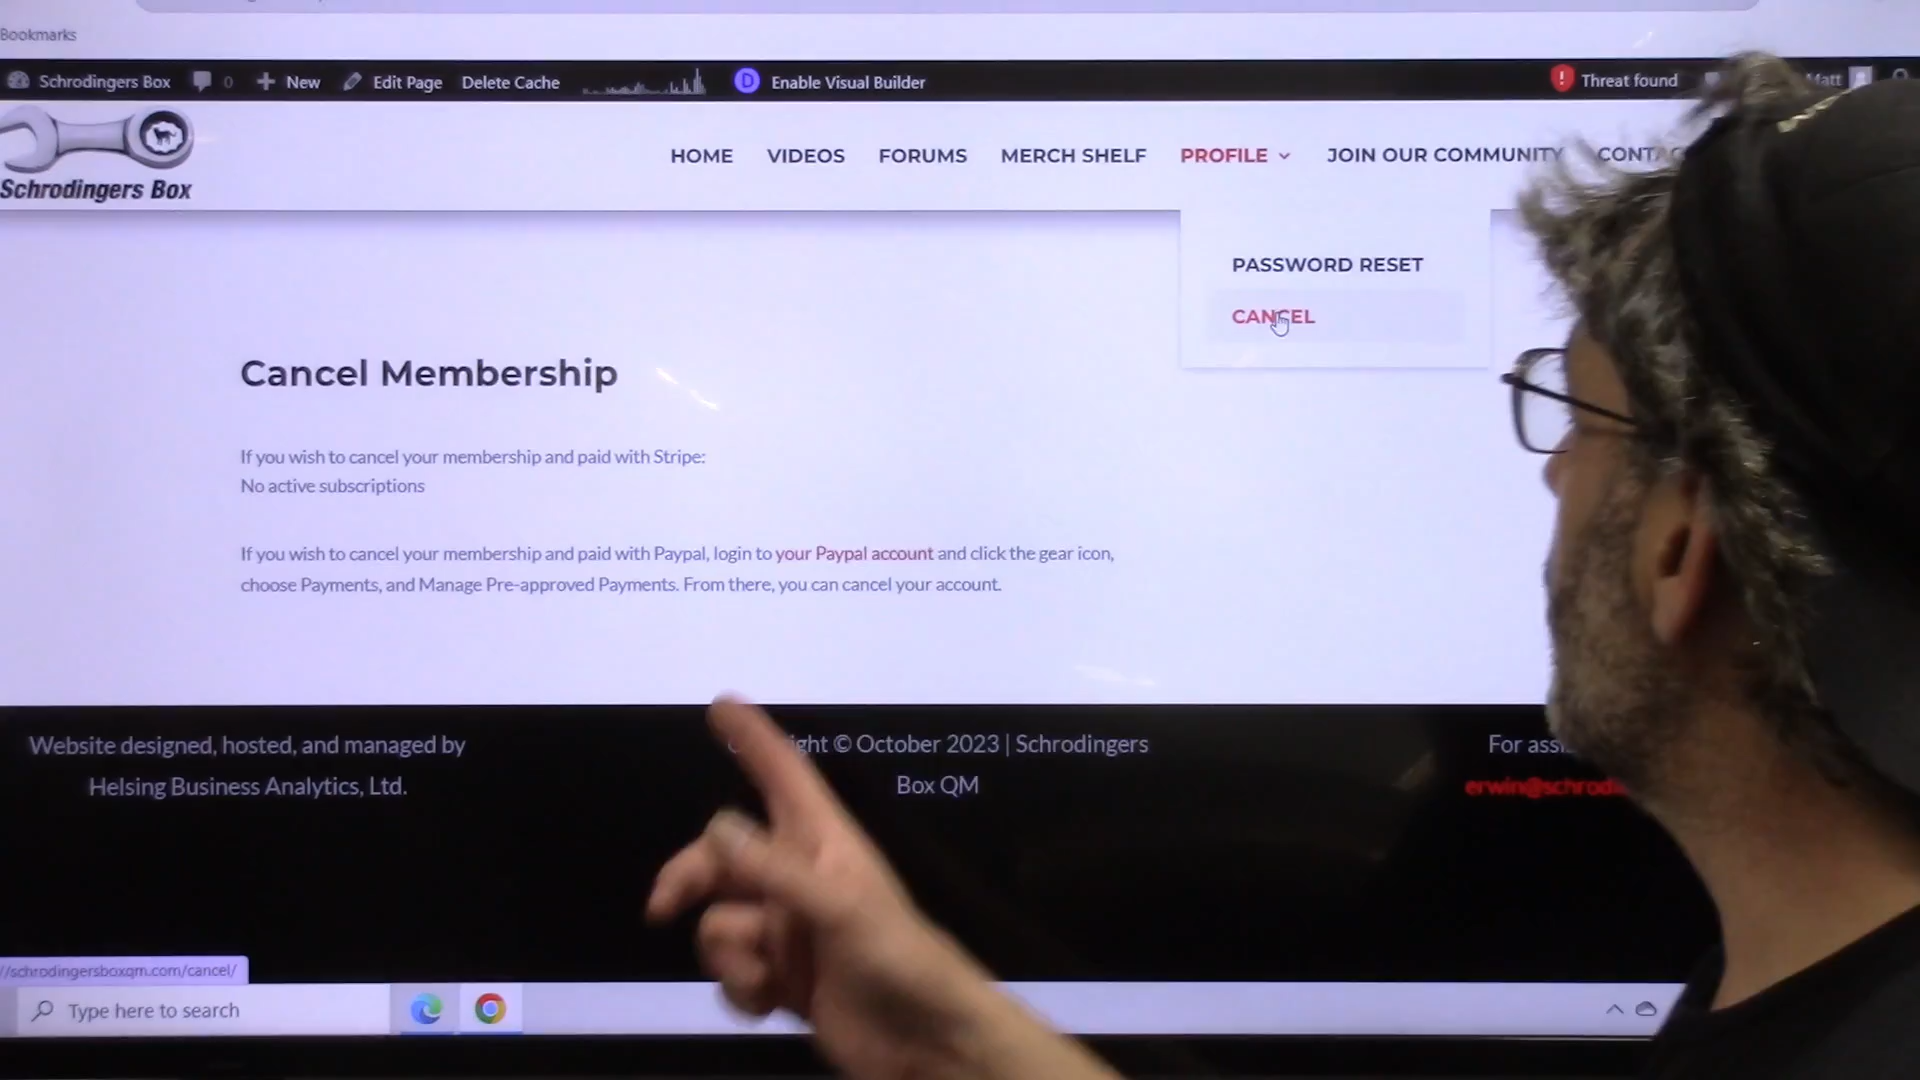 Bookmarks
Schrodingers Box 0 New Edit Page Delete Cache Enable Visual Builder Threat found Matt
Schrodingers Box
HOME VIDEOS FORUMS MERCH SHELF PROFILE JOIN OUR COMMUNITY
PASSWORD RESET
CANCEL
Cancel Membership
If you wish to cancel your membership and paid with Stripe:
No active subscriptions
If you wish to cancel your membership and paid with Paypal, login to your Paypal account and click the gear icon,
choose Payments, and Manage Pre-approved Payments. From there, you can cancel your account.
Website designed, hosted, and managed by
Helsing Business Analytics, Ltd.
© October 2023 | Schrodingers
Box QM
For
//schrodingersboxqm.com/cancel/
Type here to search